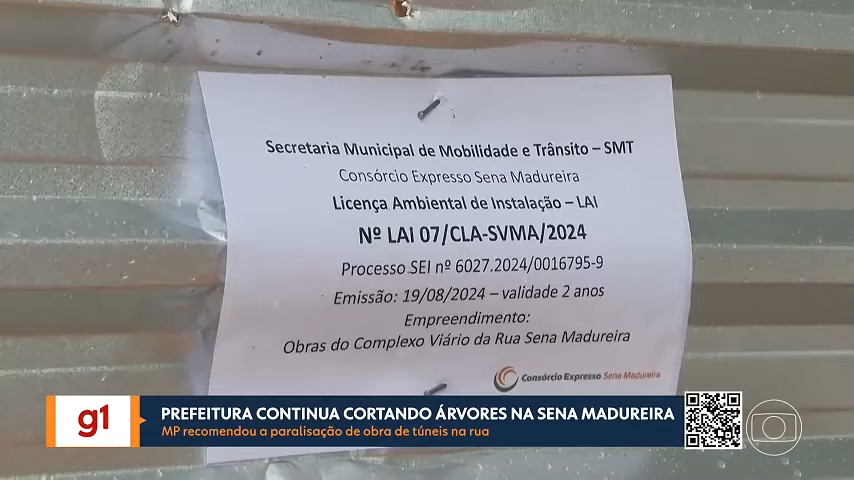 Secretaria Municipal de Mobilidade e Trânsito – SMT
Consórcio Expresso Sena Madureira
Licença Ambiental de Instalação – LAI
Nº LAI 07/CLA-SVMA/2024
Processo SEI nº 6027.2024/0016795-9
Emissão: 19/08/2024 – validade 2 anos
Empreendimento:
Obras do Complexo Viário da Rua Sena Madureira
Consórcio Expresso Sena Madureira
g1
PREFEITURA CONTINUA CORTANDO ÁRVORES NA SENA MADUREIRA
MP recomendou a paralisação de obra de túneis na rua